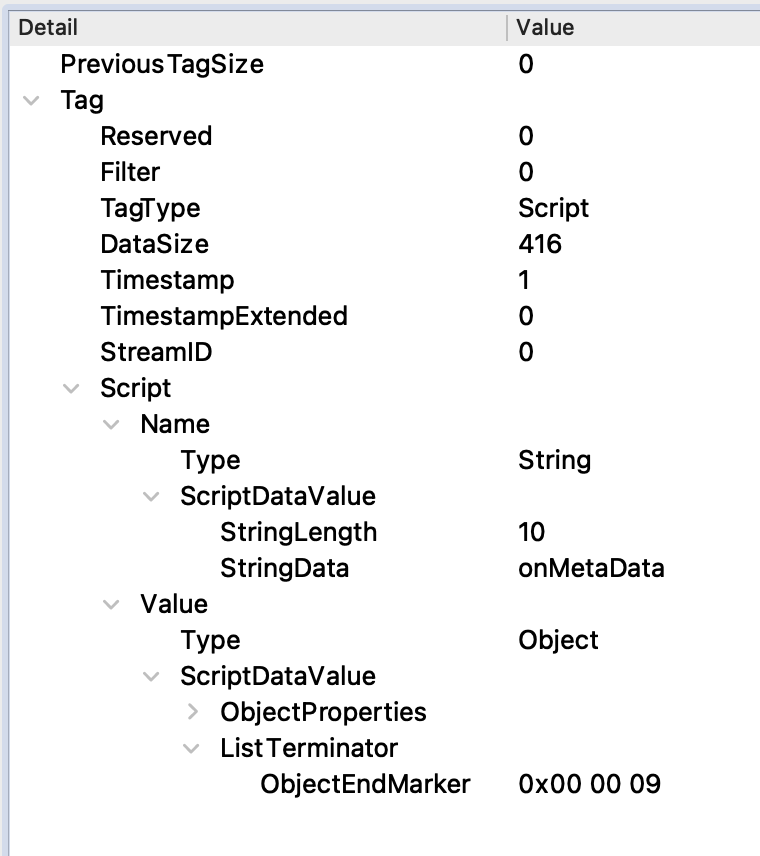 Detail Value
PreviousTagSize 0
Tag
Reserved 0
Filter 0
TagType Script
DataSize 416
Timestamp 1
TimestampExtended 0
StreamID 0
Script
Name
Type String
ScriptDataValue
StringLength 10
StringData onMetaData
Value
Type Object
ScriptDataValue
ObjectProperties
ListTerminator
ObjectEndMarker 0x00 00 09